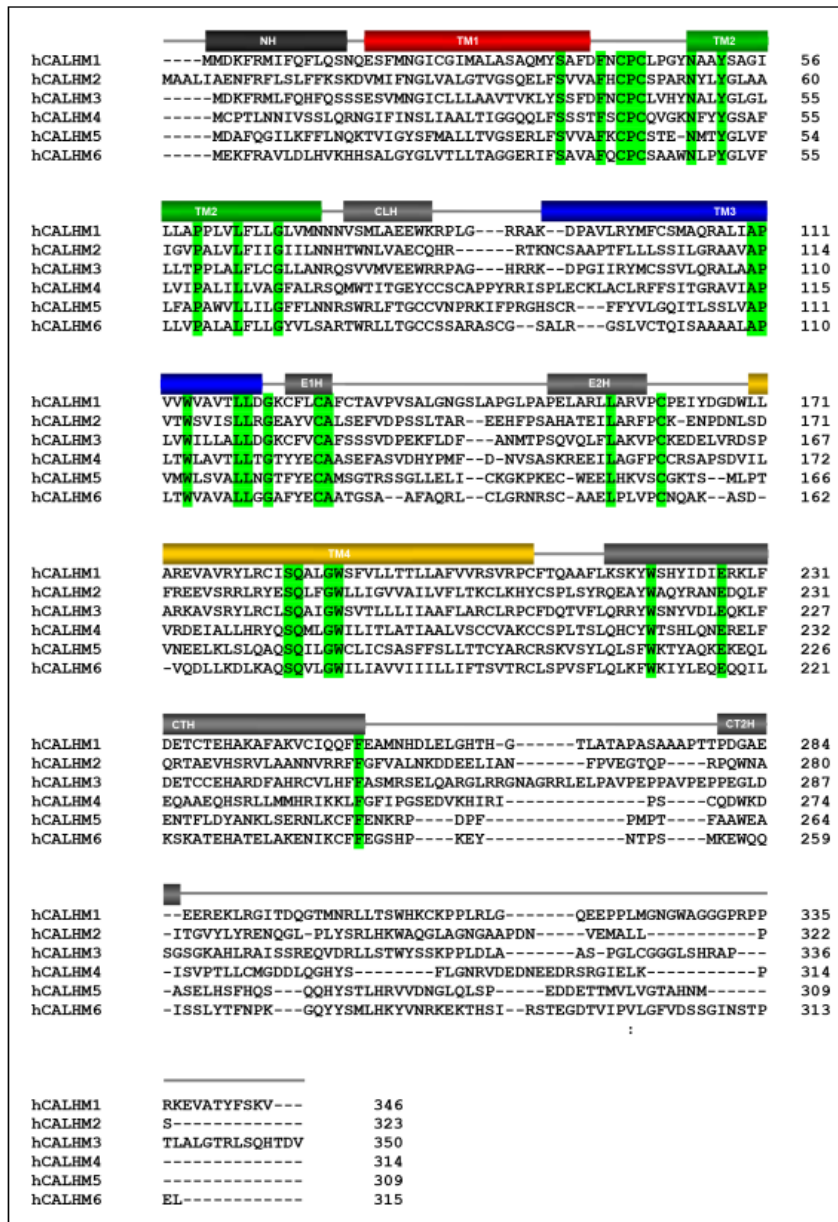 NH TM1 TM2
hCALHM1 ----MMDKFRMIFQFLQSNQESFMNGICGIMALASAQMYSAFDFNCPCLPGYNAAYSAGI 56
hCALHM2 MAALIAENFRFLSLFFKSKDVMIFNGLVALGTVGSQELFSVVAFHCPCSPARNYLYGLAA 60
hCALHM3 -----MDKFRMLFQHFQSSSESVMNGICLLLAAVTVKLYSSFDFNCPCLVHYNALYGLGL 55
hCALHM4 -----MCPTLNNIVSSLQRNGIFINSLIAALTIGGQQLFSSSTFSCPCQVGKNFYYGSAF 55
hCALHM5 -----MDAFQGILKFFLNQKTVIGYSFMALLTVGSERLFSVVAFKCPCSTE-NMTYGLVF 54
hCALHM6 -----MEKFRAVLDLHVKHHSALGYGLVTLLTAGGERIFSAVAFQCPCSAAWNLPYGLVF 55
TM2 CLH TM3
hCALHM1 LLAPPLVLFLLGLVMNNNVSMLAEEWKRPLG---RRAK-DPAVLRYMFCSMAQRALIAP 111
hCALHM2 IGVPALVLFIIGIILNNHTWNLVAECQHR------RTKNCSAAPTFLLLSSILGRAAVAP 114
hCALHM3 LLTPPLALFLCGLLANRQSVVMVEEWRRPAG---HRRK-DPGIIRYMCSSVLQRALAAP 110
hCALHM4 LVIPALILLVAGFALRSQMWTITGEYCCSCAPPYRRISPLECKLACLRFFSITGRAVIAP 115
hCALHM5 LFAPAWVLLILGFFLNNRSWRLFTGCCVNPRKIFPRGHSCR---FFYVLGQITLSSLVAP 111
hCALHM6 LLVPALALFLLGYVLSARTWRLLTGCCSSARASCG--SALR---GSLVCTQISAAAALAP 110
E1H E2H
hCALHM1 VVWVAVTLLDGKCFLCAFCTAVPVSALGNGSLAPGLPAPELARLLARVPCPEIYDGDWLL 171
hCALHM2 VTWSVISLLRGEAYVCALSEFVDPSSLTAR--EEHFPSAHATEILARFPCK-ENPDNLSD 171
hCALHM3 LVWILLALLDGKCFVCAFSSSVDPEKFLDF---ANMTPSQVQLFLAKVPCKEDELVRDSP 167
hCALHM4 LTWLAVTLLTGTYYECAASEFASVDHYPMF--D-NVSASKREEILAGFPCCRSAPSDVIL 172
hCALHM5 VMWLSVALLNGTFYECAMSGTRSSGLLELI--CKGKPKEC-WEELHKVSCGKTS--MLPT 166
hCALHM6 LTWVAVALLGGAFYECAATGSA--AFAQRL--CLGRNRSC-AAELPLVPCNQAK--ASD- 162
TM4
hCALHM1 AREVAVRYLRCISQALGWSFVLLTTLLAFVVRSVRPCFTQAAFLKSKYWSHYIDIERKLF 231
hCALHM2 FREEVSRRLRYESQLFGWLLIGVVAILVFLTKCLKHYCSPLSYRQEAYWAQYRANEDQLF 231
hCALHM3 ARKAVSRYLRCLSQAIGWSVTLLLIIAAFLARCLRPCFDQTVFLQRRYWSNYVDLEQKLF 227
hCALHM4 VRDEIALLHRYQSQMLGWILITLATIAALVSCCVAKCCSPLTSLQHCYWTSHLQNERELF 232
hCALHM5 VNEELKLSLQAQSQILGWCLICSASFFSLLTTCYARCRSKVSYLQLSFWKTYAQKEKEQL 226
hCALHM6 -VQDLLKDLKAQSQVLGWILIAVVIIILLIFTSVTRCLSPVSFLQLKFWKIYLEQEQQIL 221
CTH CT2H
hCALHM1 DETCTEHAKAFAKVCIQQFFEAMNHDLELGHTH-G------TLATAPASAAAPTTPDGAE 284
hCALHM2 QRTAEVHSRVLAANNVRRFFGFVALNKDDEELIAN------FPVEGTQP---RPQWNA 280
hCALHM3 DETCCEHARDFAHRCVLHFFASMRSELQARGLRRGNAGRRLELPAVPEPPAVPEPPEGLD 287
hCALHM4 EQAAEQHSRLLMMHRIKKLFGFIPGSEDVKHIRI-------------PS----CQDWKD 274
hCALHM5 ENTFLDYANKLSERNLKCFFENKRP----DPF---------PMPT----FAAWEA 264
hCALHM6 KSKATEHATELAKENIKCFFEGSHP----KEY---------NTPS----MKEWQQ 259
hCALHM1 --EEREKLRGITDQGTMNRLLTSWHKCKPPLRLG-------QEEPPLMGNGWAGGGPRPP 335
hCALHM2 -ITGVYLYRENQGL-PLYSRLHKWAQGLAGNGAAPDN----VEMALL------------P 322
hCALHM3 SGSGKAHLRAISSREQVDRLLSTWYSSKPPLDLA-------AS-PGLCGGGLSHRAP--- 336
hCALHM4 -ISVPTLLCMGDDLQGHYS--------FLGNRVDEDNEEDRSRGIELK-----------P 314
hCALHM5 -ASELHSFHQS---QQHYSTLHRVVDNGLQLSP-----EDDETTMVLVGTAHNM------ 309
hCALHM6 -ISSLYTFNPK---GQYYSMLHKYVNRKEKTHSI--RSTEGDTVIPVLGFVDSSGINSTP 313
:
hCALHM1 RKEVATYFSKV--- 346
hCALHM2 S------------- 323
hCALHM3 TLALGTRLSQHTDV 350
hCALHM4 -------------- 314
hCALHM5 -------------- 309
hCALHM6 EL------------ 315